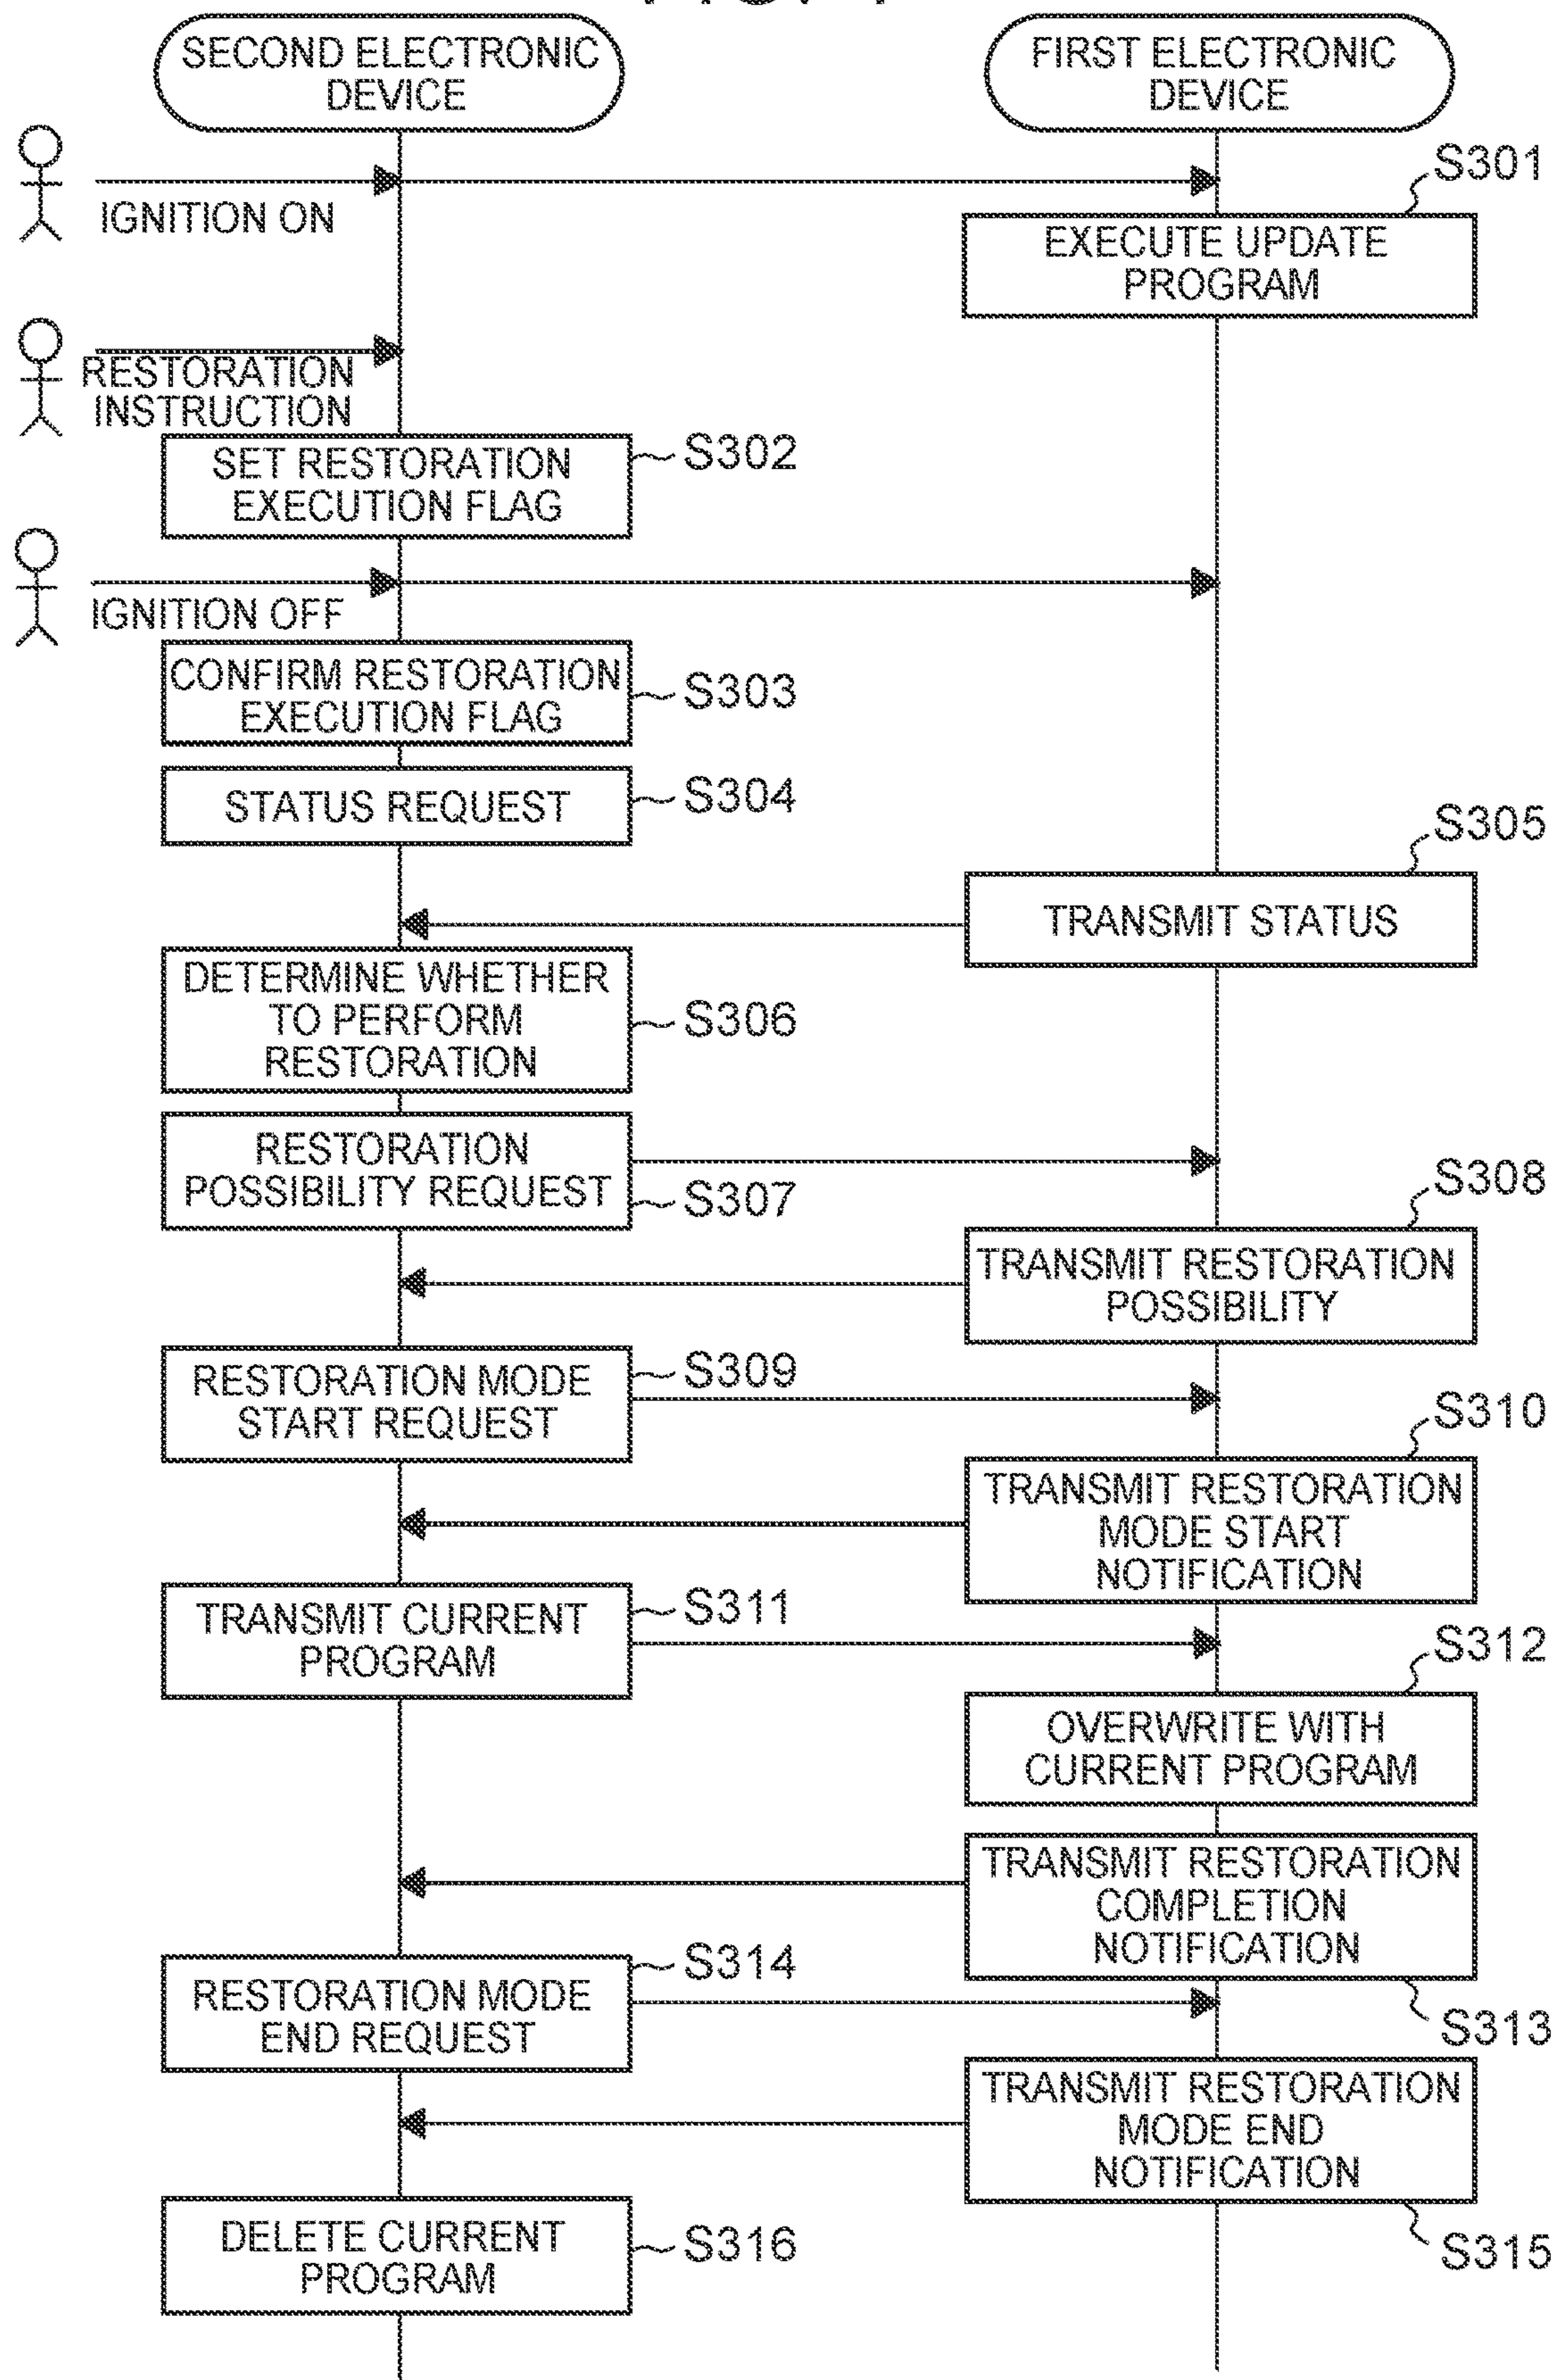 SECOND ELECTRONIC
DEVICE
FIRST ELECTRONIC
DEVICE
IGNITION ON
S301
EXECUTE UPDATE
PROGRAM
RESTORATION
INSTRUCTION
SET RESTORATION
EXECUTION FLAG
S302
IGNITION OFF
CONFIRM RESTORATION
EXECUTION FLAG
S303
STATUS REQUEST
S304
S305
TRANSMIT STATUS
DETERMINE WHETHER
TO PERFORM
RESTORATION
S306
RESTORATION
POSSIBILITY REQUEST
S307
S308
TRANSMIT RESTORATION
POSSIBILITY
RESTORATION MODE
START REQUEST
S309
S310
TRANSMIT RESTORATION
MODE START
NOTIFICATION
TRANSMIT CURRENT
PROGRAM
S311
S312
OVERWRITE WITH
CURRENT PROGRAM
TRANSMIT RESTORATION
COMPLETION
NOTIFICATION
S313
RESTORATION MODE
END REQUEST
S314
TRANSMIT RESTORATION
MODE END
NOTIFICATION
S315
DELETE CURRENT
PROGRAM
S316